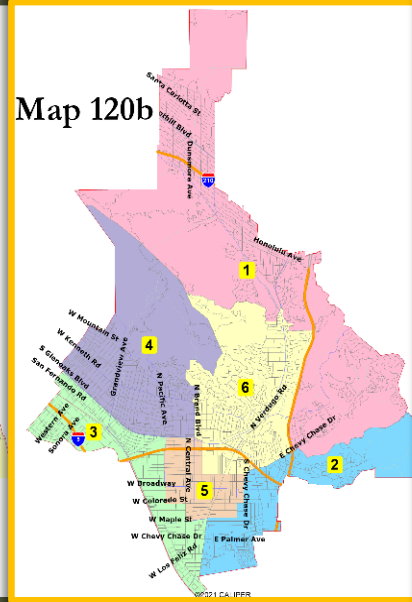 Santa Carlotta St
Map 120b
Foothill Blvd
Dunsmore Ave
210
Honolulu Ave
1
W Mountain St
W Kenneth Rd
S Glenoaks Blvd
San Fernando Rd
Grandview Ave
4
N Pacific Ave
N Brand Blvd
6
N Verdugo Rd
E Chevy Chase Dr
Western Ave
Sonora Ave
3
2
N Central Ave
S Chevy Chase Dr
W Broadway
5
W Colorado St
W Maple St
W Chevy Chase Dr
E Palmer Ave
W Los Feliz Rd
©2021 CALIPER